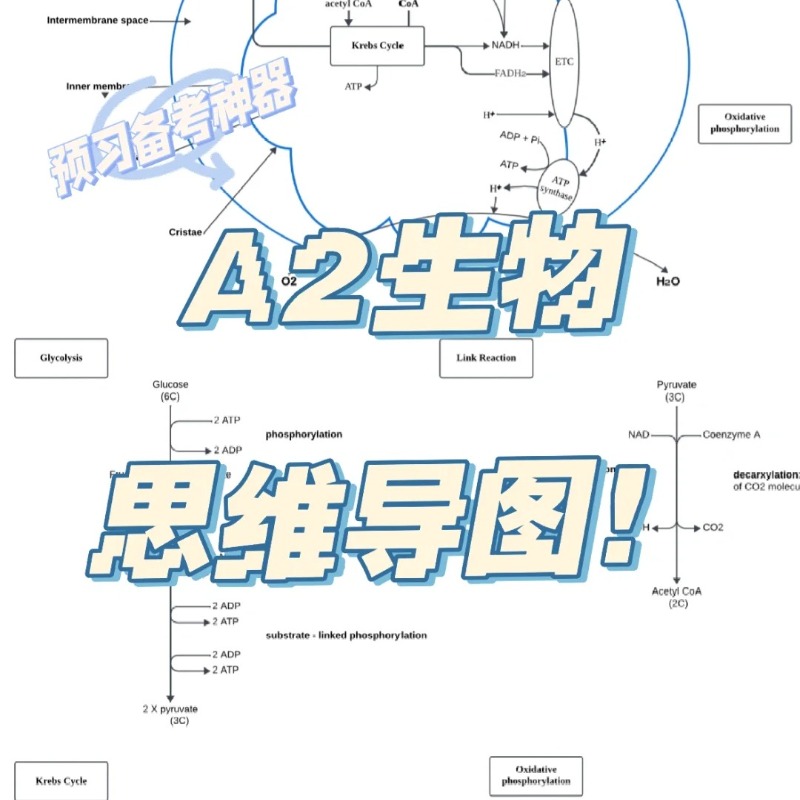 acetyl CoA
CoA
Intermembrane space
Krebs Cycle
NADH
ETC
FADH₂
ATP
H⁺
Oxidative
phosphorylation
预习备考神器
ADP + Pi
H⁺
ATP
ATP
synthase
H⁺
Cristae
A2生物
O2
H₂O
Glycolysis
Link Reaction
Glucose
(6C)
Pyruvate
(3C)
2 ATP
phosphorylation
NAD
Coenzyme A
2 ADP
思维导图!
decarxylation:
of CO2
CO2
Acetyl CoA
(2C)
2 ADP
2 ATP
substrate - linked phosphorylation
2 ADP
2 ATP
2 X pyruvate
(3C)
Krebs Cycle
Oxidative
phosphorylation